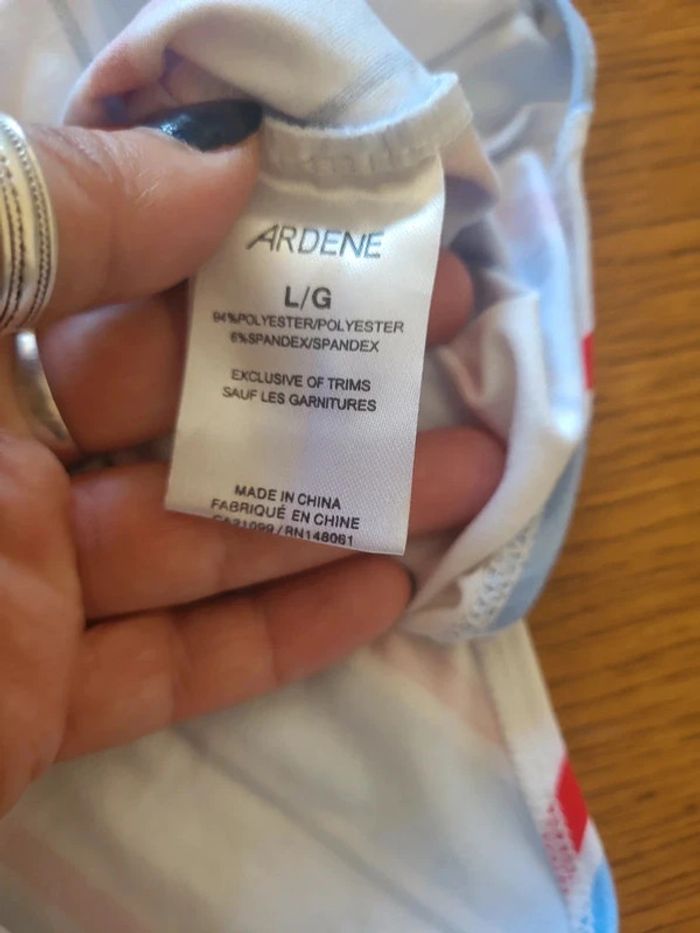 ARDENE
L/G
94%POLYESTER/POLYESTER
6%SPANDEX/SPANDEX
EXCLUSIVE OF TRIMS
SAUF LES GARNITURES
MADE IN CHINA
FABRIQUÉ EN CHINE
CA21099/RN148061